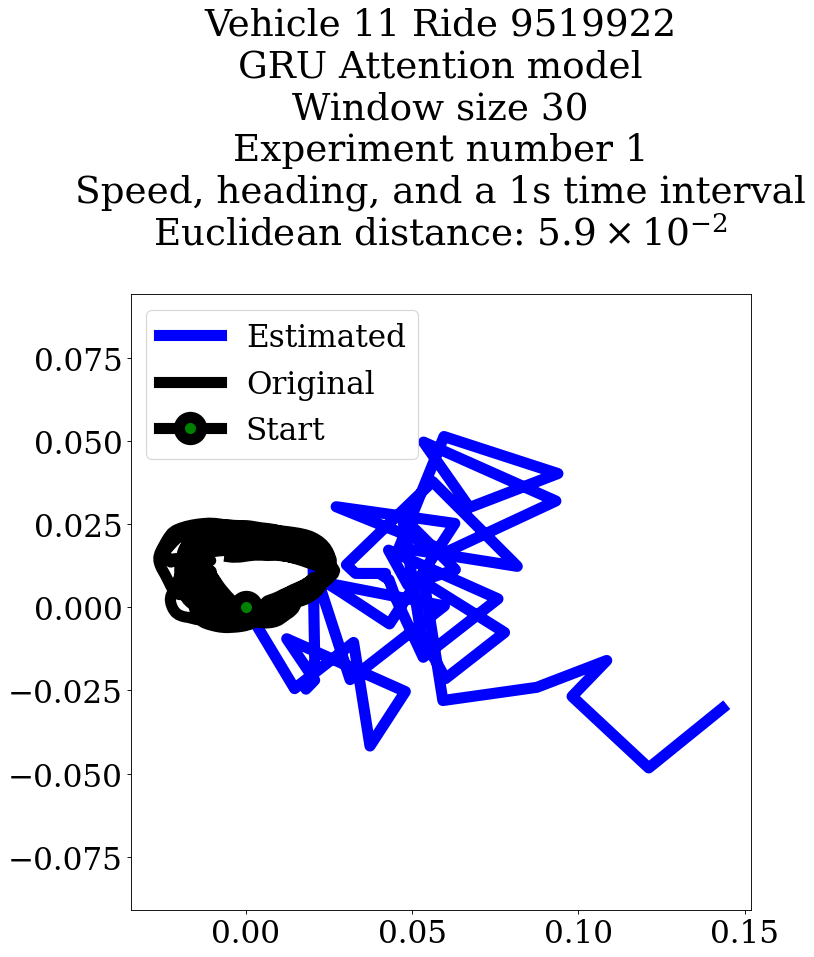 Vehicle 11 Ride 9519922
GRU Attention model
Window size 30
Experiment number 1
Speed, heading, and a 1s time interval
Euclidean distance: 5.9 × 10⁻²
Estimated
Original
Start
0.075
0.050
0.025
0.000
−0.025
−0.050
−0.075
0.00 0.05 0.10 0.15